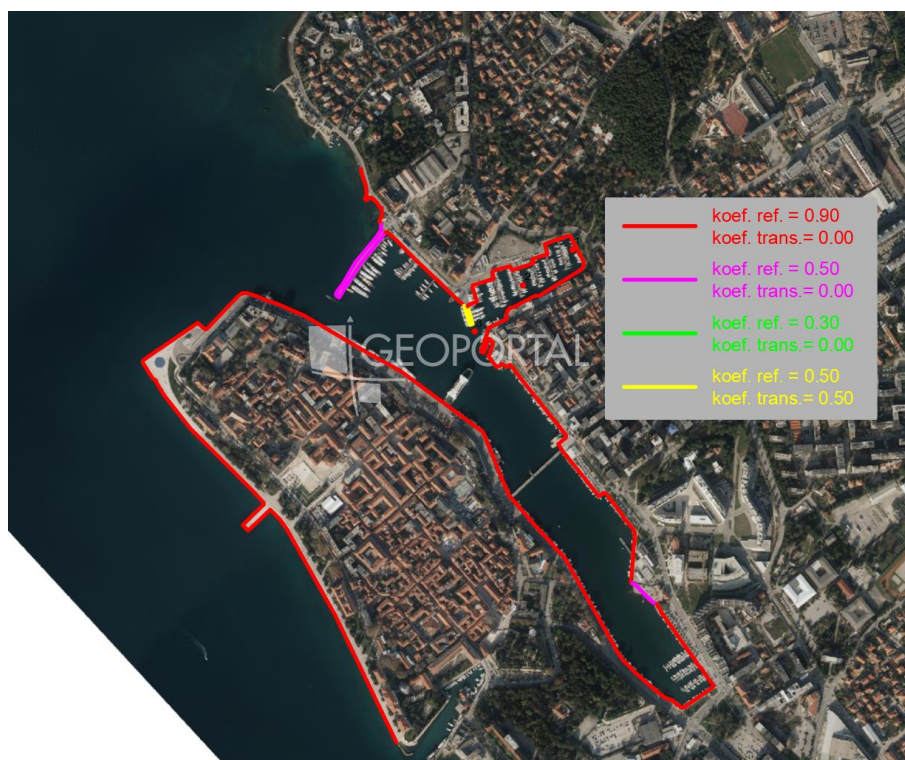 koef. ref. = 0.90
koef. trans.= 0.00
koef. ref. = 0.50
koef. trans.= 0.00
koef. ref. = 0.30
koef. trans.= 0.00
koef. ref. = 0.50
koef. trans.= 0.50
GEOPORTAL